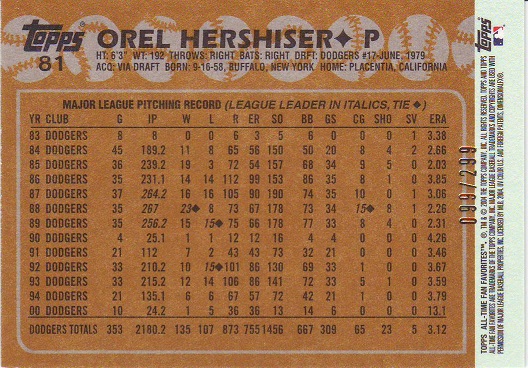 Topps OREL HERSHISER◆ P
81 HT: 6'3" WT: 192 THROWS: RIGHT BATS: RIGHT DRFT: DODGERS #17-JUNE, 1979
ACQ: VIA DRAFT BORN: 9-16-58, BUFFALO, NEW YORK HOME: PLACENTIA, CALIFORNIA
MAJOR LEAGUE PITCHING RECORD (LEAGUE LEADER IN ITALICS, TIE ◆)
YR CLUB G IP W L R ER SO BB GS CG SHO SV ERA
83 DODGERS 8 8 0 0 6 3 5 6 0 0 0 1 3.38
84 DODGERS 45 189.2 11 8 65 56 150 50 20 8 4 2 2.66
85 DODGERS 36 239.2 19 3 72 54 157 68 34 9 5 0 2.03
86 DODGERS 35 231.1 14 14 112 99 153 86 35 8 1 0 3.85
87 DODGERS 37 264.2 16 16 105 90 190 74 35 10 0 1 3.06
88 DODGERS 35 267 23◆ 8 73 67 178 73 34 15◆ 8 1 2.26
89 DODGERS 35 256.2 15 15◆ 75 66 178 77 33 8 4 0 2.31
90 DODGERS 4 25.1 1 1 12 12 16 4 4 0 0 0 4.26
91 DODGERS 21 112 7 2 43 43 73 32 21 0 0 0 3.46
92 DODGERS 33 210.2 10 15◆ 101 86 130 69 33 1 0 0 3.67
93 DODGERS 33 215.2 12 14 106 86 141 72 33 5 1 0 3.59
94 DODGERS 21 135.1 6 6 67 57 72 42 21 1 0 0 3.79
00 DODGERS 10 24.2 1 5 36 36 13 14 6 0 0 0 13.1
DODGERS TOTALS 353 2180.2 135 107 873 755 1456 667 309 65 23 5 3.12
099/299